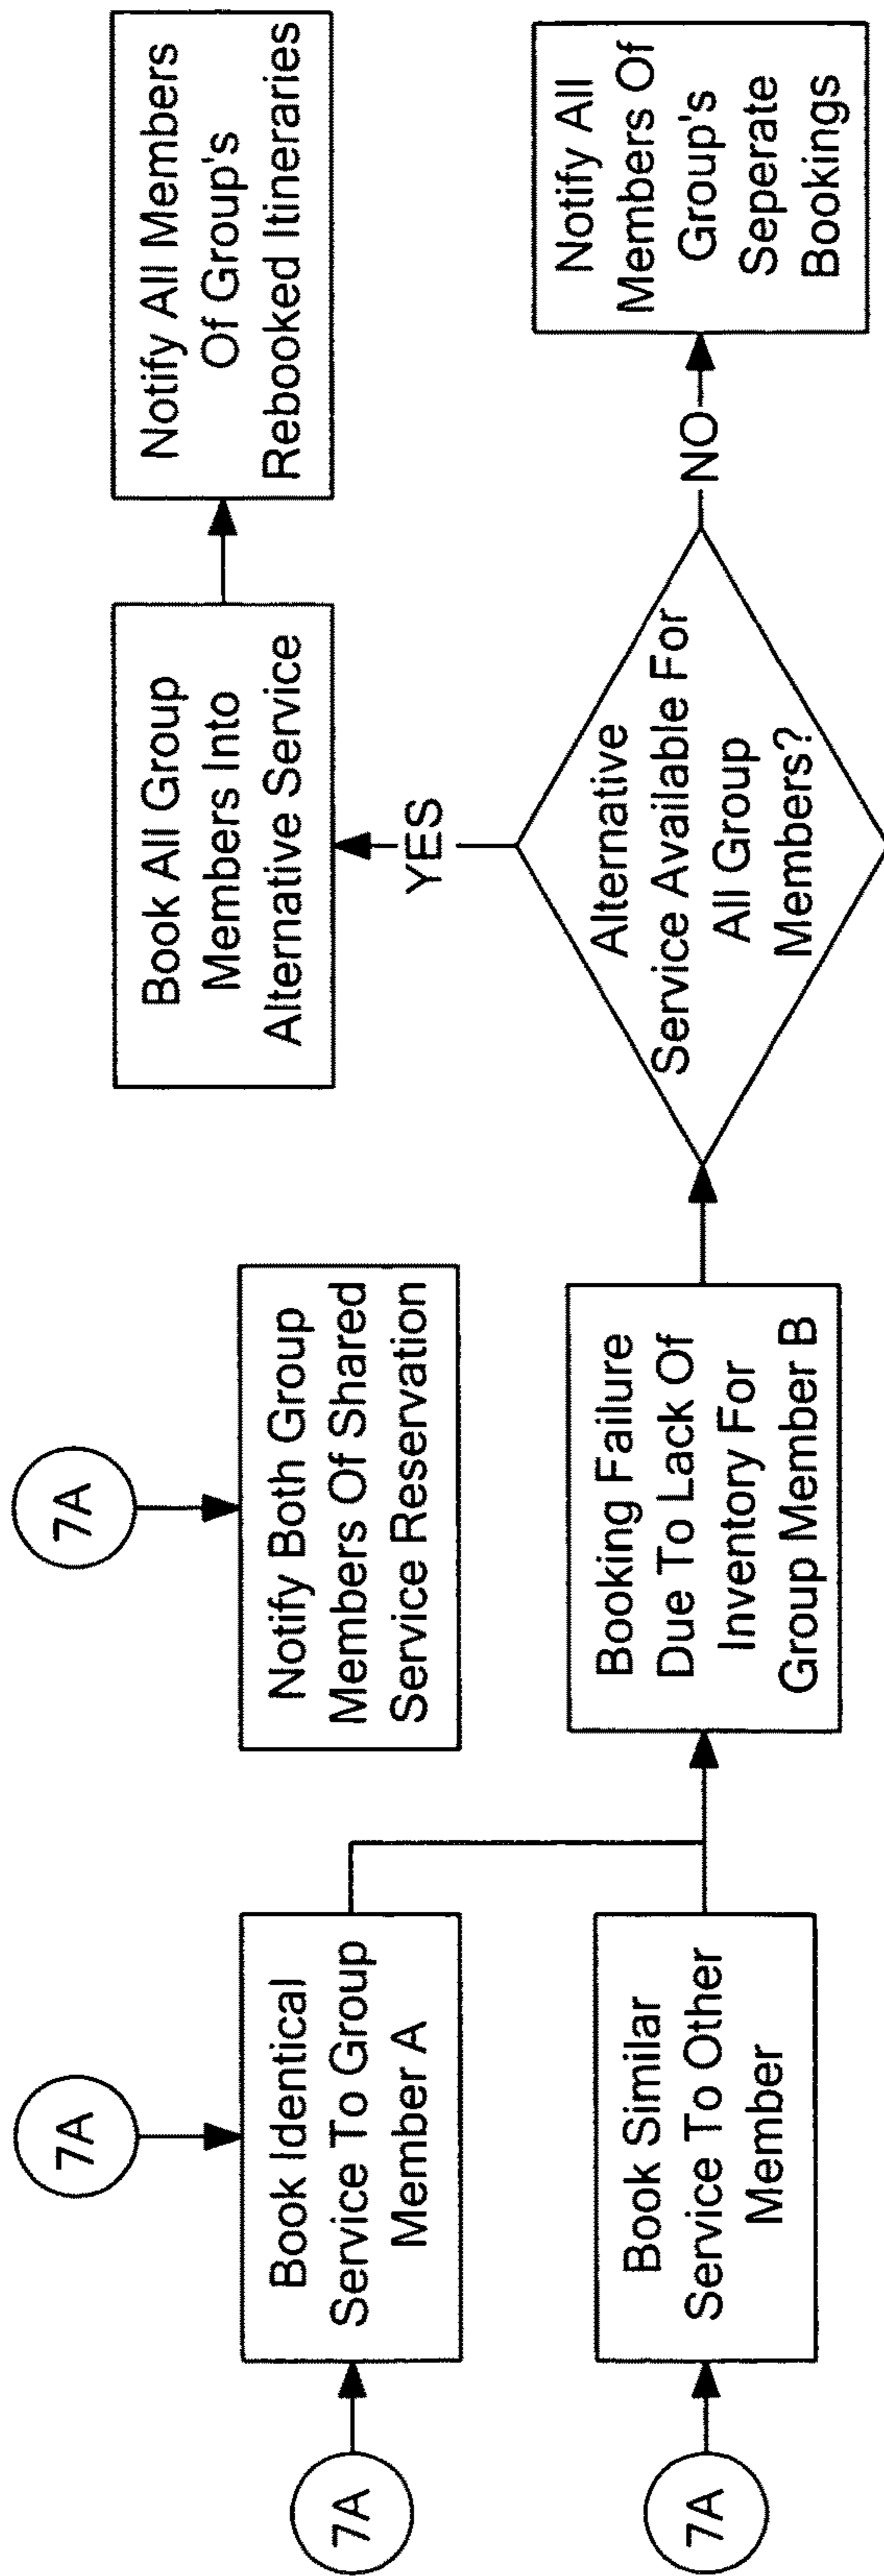 7A
7A
Notify All Members
Of Group's
Rebooked Itineraries
Book All Group
Members Into
Alternative Service
YES
Notify Both Group
Members Of Shared
Service Reservation
7A
Book Identical
Service To Group
Member A
7A
Book Similar
Service To Other
Member
Booking Failure
Due To Lack Of
Inventory For
Group Member B
Alternative
Service Available For
All Group
Members?
NO
Notify All
Members Of
Group's
Seperate
Bookings